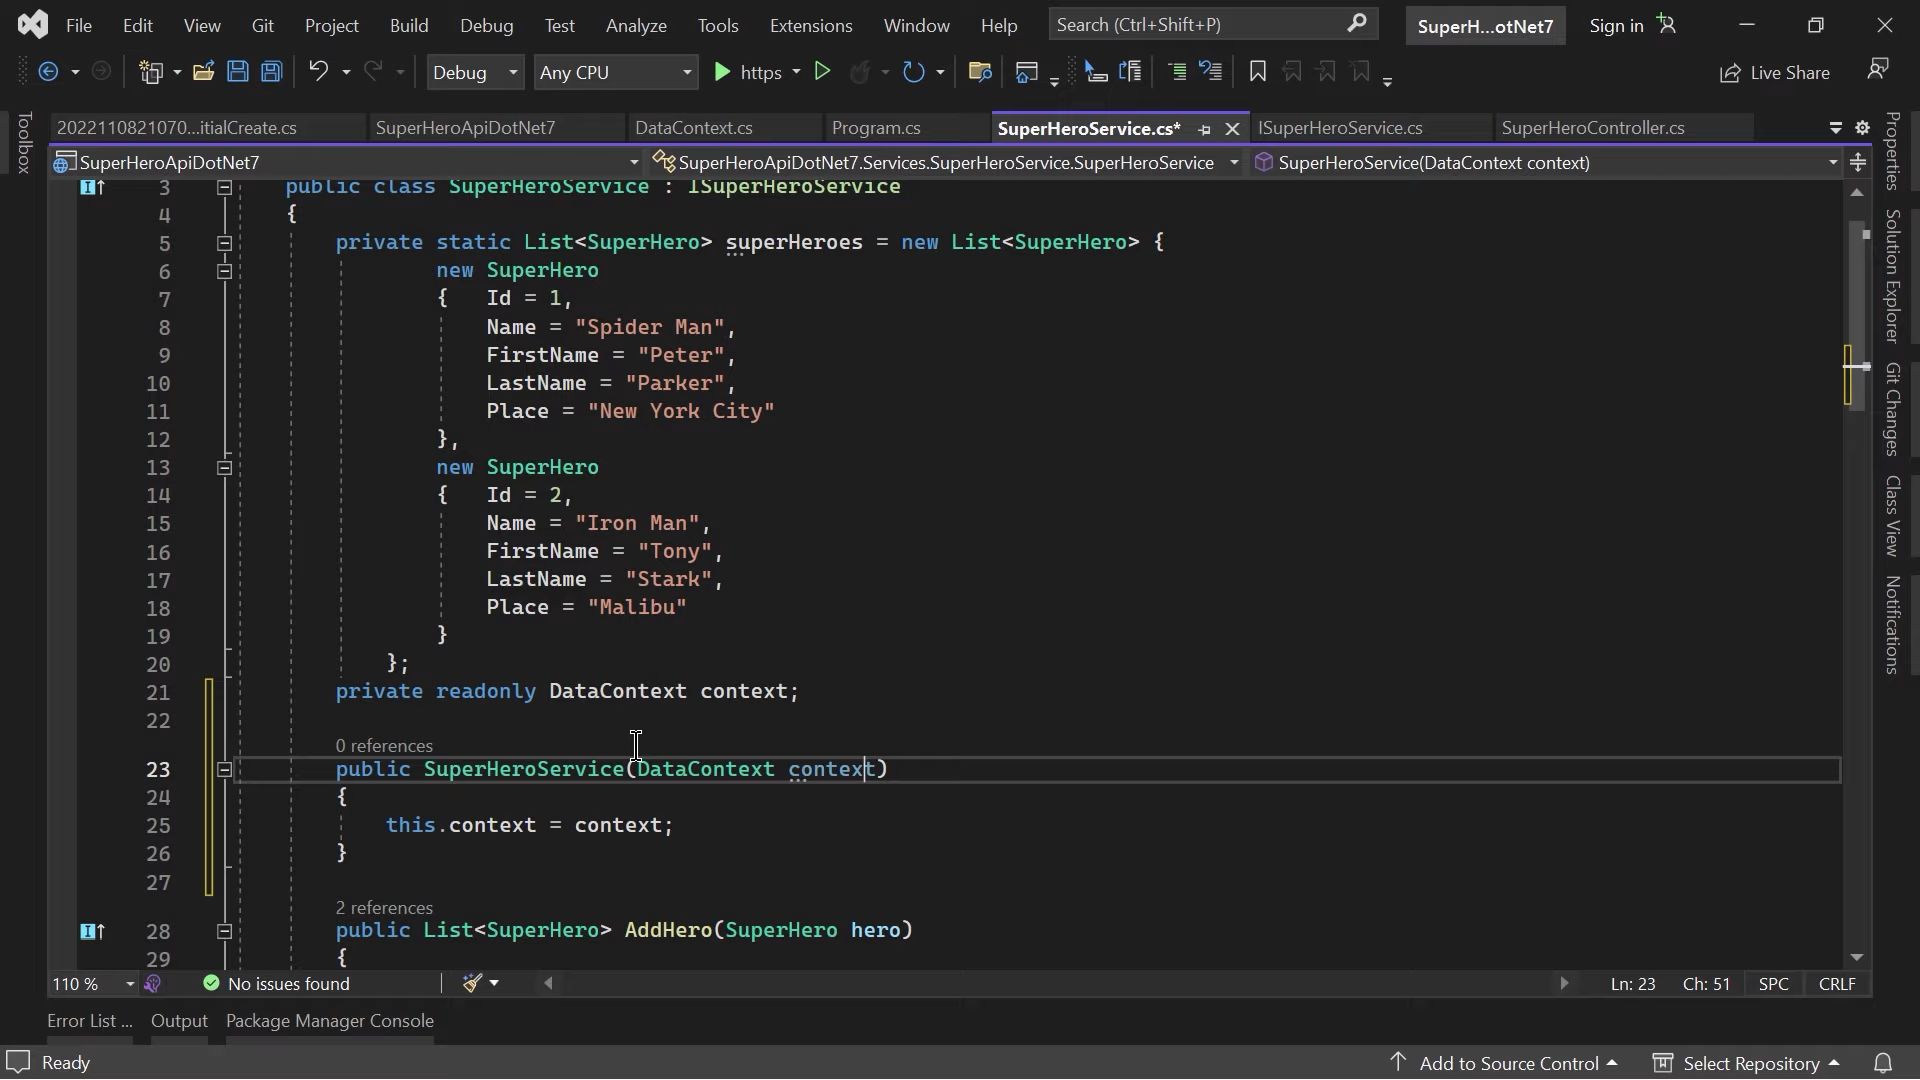 File Edit View Git Project Build Debug Test Analyze Tools Extensions Window Help Search (Ctrl+Shift+P) SuperH...otNet7 Sign in
Debug Any CPU https Live Share
2022110821070...itialCreate.cs SuperHeroApiDotNet7 DataContext.cs Program.cs SuperHeroService.cs* ISuperHeroService.cs SuperHeroController.cs
SuperHeroApiDotNet7 SuperHeroApiDotNet7.Services.SuperHeroService.SuperHeroService SuperHeroService(DataContext context)
Toolbox
3 public class SuperHeroService : ISuperHeroService
4 {
5 private static List<SuperHero> superHeroes = new List<SuperHero> {
6 new SuperHero
7 { Id = 1,
8 Name = "Spider Man",
9 FirstName = "Peter",
10 LastName = "Parker",
11 Place = "New York City"
12 },
13 new SuperHero
14 { Id = 2,
15 Name = "Iron Man",
16 FirstName = "Tony",
17 LastName = "Stark",
18 Place = "Malibu"
19 }
20 };
21 private readonly DataContext context;
22
0 references
23 public SuperHeroService(DataContext context)
24 {
25 this.context = context;
26 }
27
2 references
28 public List<SuperHero> AddHero(SuperHero hero)
29 {
Properties
Solution Explorer
Git Changes
Class View
Notifications
110 % No issues found Ln: 23 Ch: 51 SPC CRLF
Error List ... Output Package Manager Console
Ready Add to Source Control Select Repository